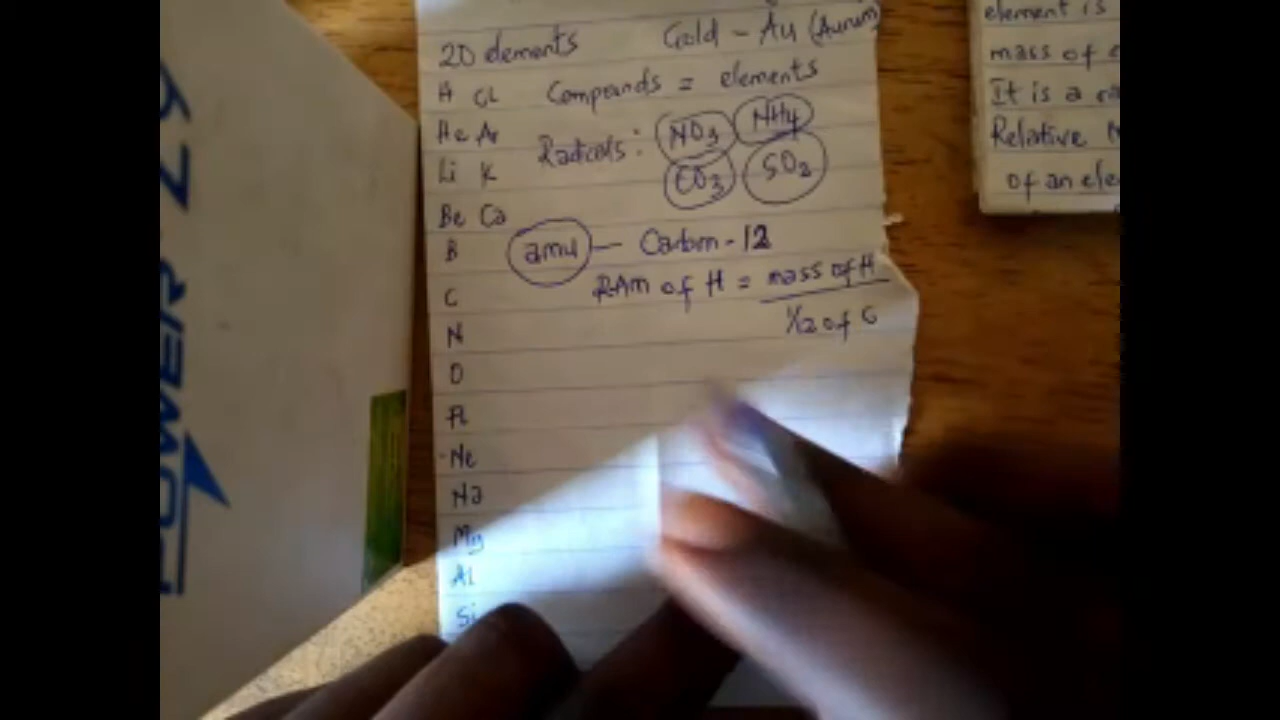 20 elements Gold - Au (Aurum)
H CL Compounds = elements
He Ar Radicals: NO3 NH4
Li K CO3 SO2
Be Ca
B amu - Carbon - 12
C RAM of H = mass of H
1/12 of C
N
O
FL
Ne
Na
Mg
AL
Si
element is
mass of e
It is a ra
Relative
of an ele
POWER